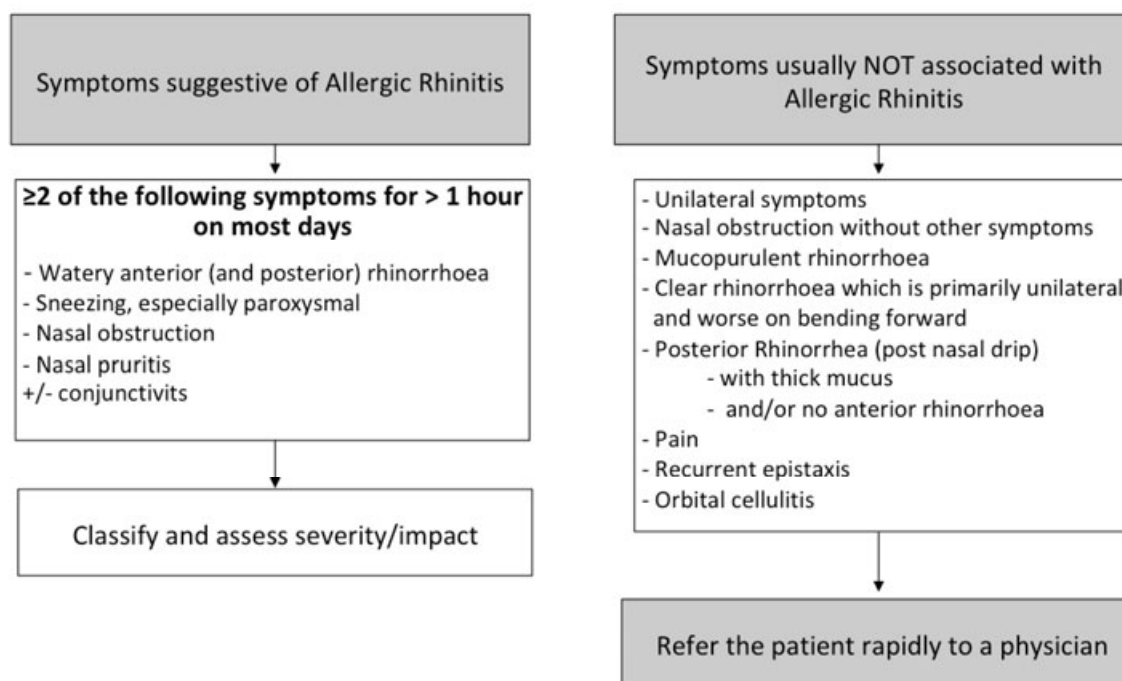 Symptoms suggestive of Allergic Rhinitis
≥2 of the following symptoms for > 1 hour
on most days
- Watery anterior (and posterior) rhinorrhoea
- Sneezing, especially paroxysmal
- Nasal obstruction
- Nasal pruritis
+/- conjunctivits
Classify and assess severity/impact
Symptoms usually NOT associated with
Allergic Rhinitis
- Unilateral symptoms
- Nasal obstruction without other symptoms
- Mucopurulent rhinorrhoea
- Clear rhinorrhoea which is primarily unilateral
and worse on bending forward
- Posterior Rhinorrhea (post nasal drip)
- with thick mucus
- and/or no anterior rhinorrhoea
- Pain
- Recurrent epistaxis
- Orbital cellulitis
Refer the patient rapidly to a physician